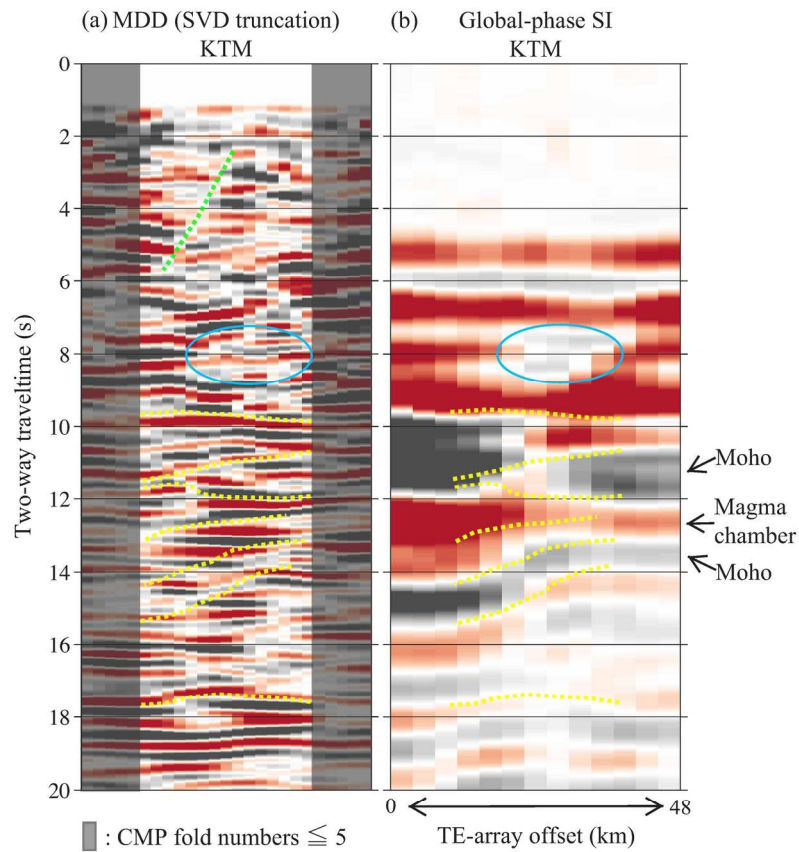 (a) MDD (SVD truncation)
KTM
(b) Global-phase SI
KTM
Two-way traveltime (s)
0
2
4
6
8
10
12
14
16
18
20
Moho
Magma
chamber
Moho
0
48
TE-array offset (km)
: CMP fold numbers ≦ 5